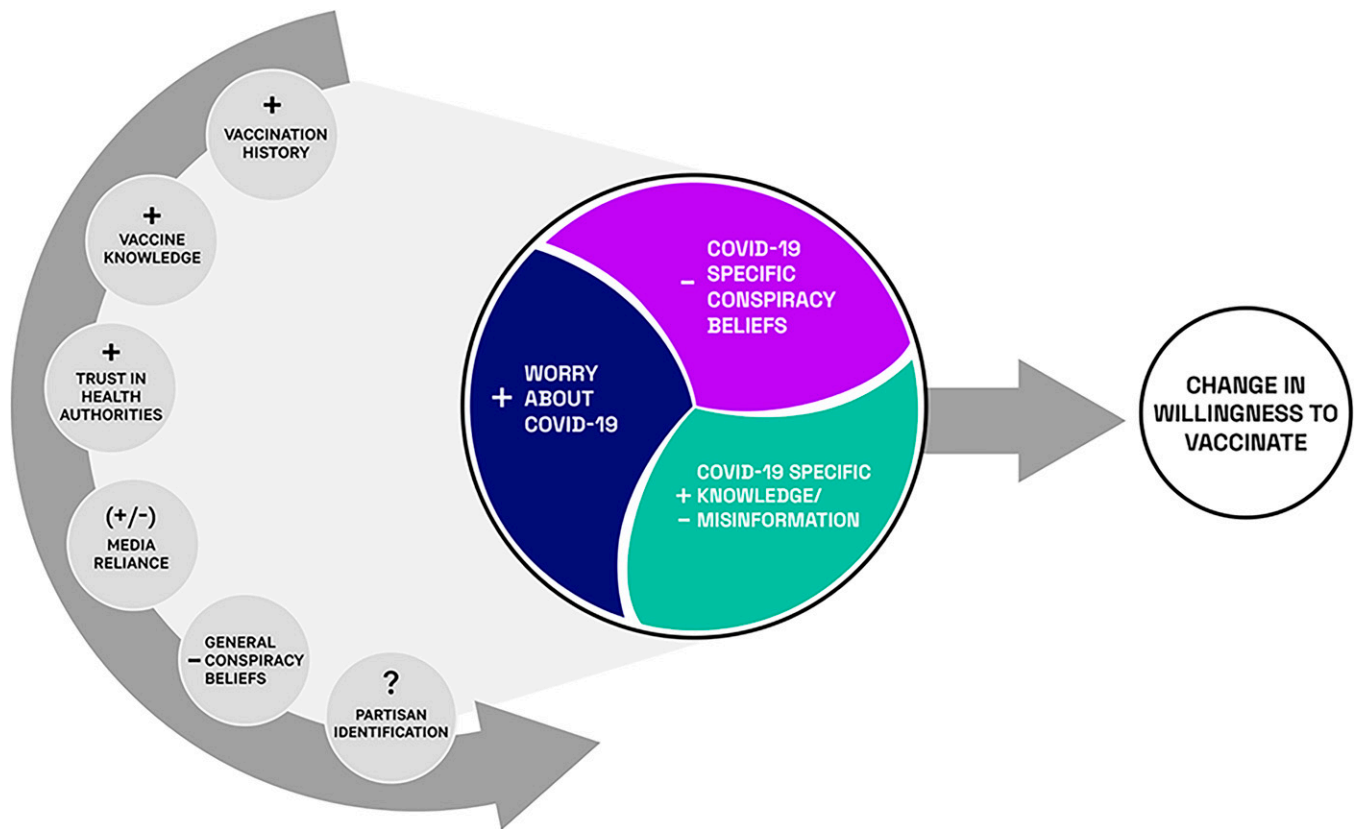 +
VACCINATION
HISTORY
+
VACCINE
KNOWLEDGE
+
TRUST IN
HEALTH
AUTHORITIES
(+/-)
MEDIA
RELIANCE
GENERAL
- CONSPIRACY
BELIEFS
?
PARTISAN
IDENTIFICATION
COVID-19
SPECIFIC
- CONSPIRACY
BELIEFS
WORRY
+ ABOUT
COVID-19
COVID-19 SPECIFIC
+ KNOWLEDGE/
- MISINFORMATION
CHANGE IN
WILLINGNESS TO
VACCINATE